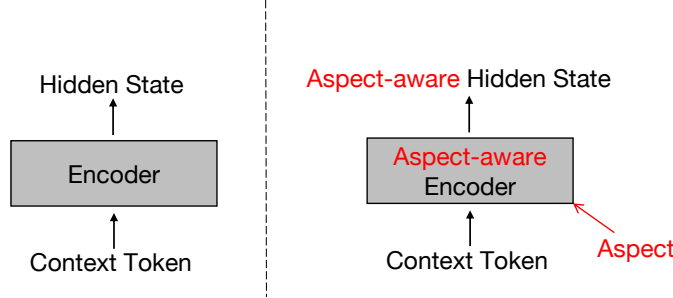 Hidden State
Encoder
Context Token
Aspect-aware Hidden State
Aspect-aware
Encoder
Context Token
Aspect